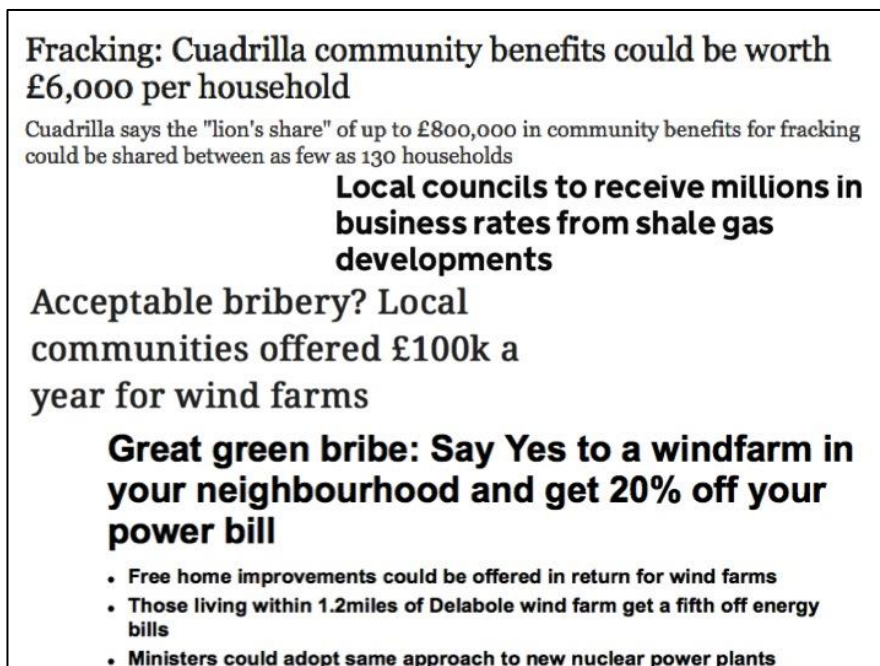 Fracking: Cuadrilla community benefits could be worth
£6,000 per household
Cuadrilla says the "lion's share" of up to £800,000 in community benefits for fracking
could be shared between as few as 130 households
Local councils to receive millions in
business rates from shale gas
developments
Acceptable bribery? Local
communities offered £100k a
year for wind farms
Great green bribe: Say Yes to a windfarm in
your neighbourhood and get 20% off your
power bill
• Free home improvements could be offered in return for wind farms
• Those living within 1.2miles of Delabole wind farm get a fifth off energy
bills
• Ministers could adopt same approach to new nuclear power plants